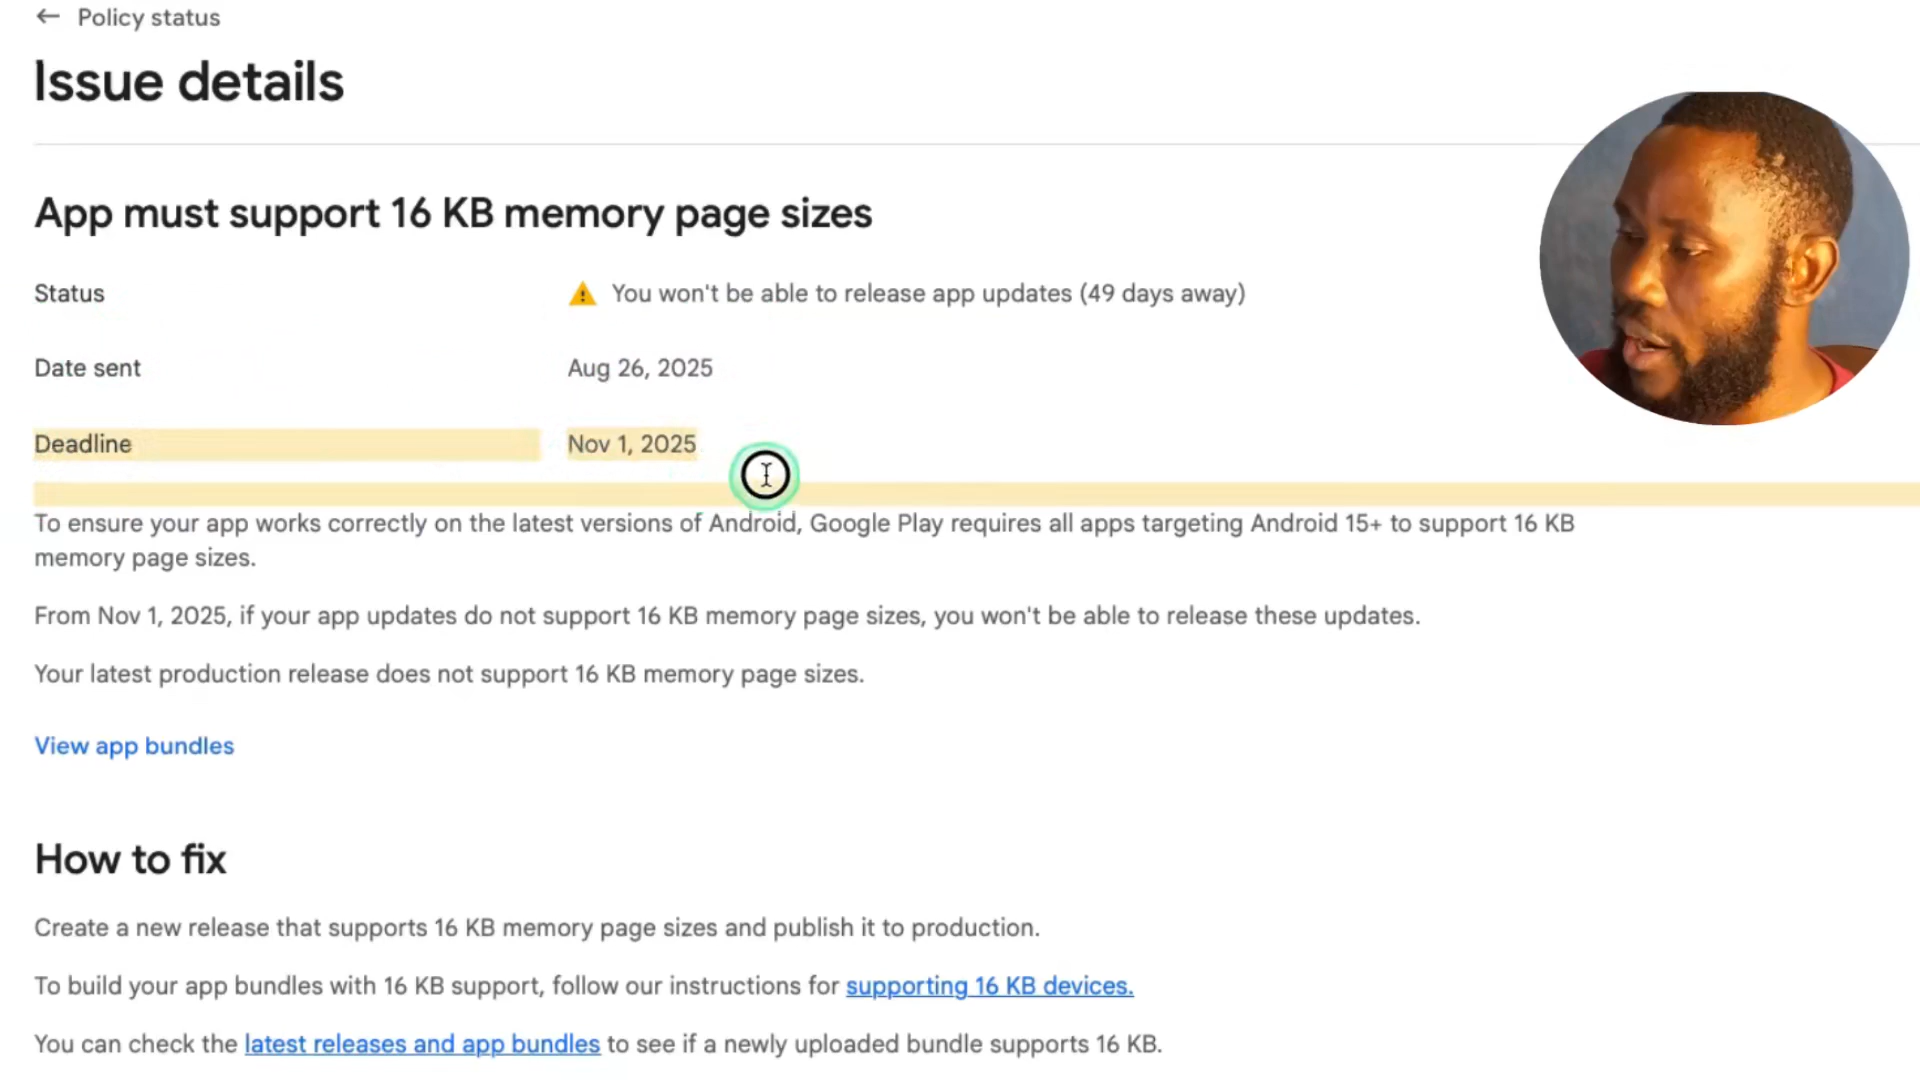 Policy status
Issue details
App must support 16 KB memory page sizes
Status You won't be able to release app updates (49 days away)
Date sent Aug 26, 2025
Deadline Nov 1, 2025
To ensure your app works correctly on the latest versions of Android, Google Play requires all apps targeting Android 15+ to support 16 KB
memory page sizes.
From Nov 1, 2025, if your app updates do not support 16 KB memory page sizes, you won't be able to release these updates.
Your latest production release does not support 16 KB memory page sizes.
View app bundles
How to fix
Create a new release that supports 16 KB memory page sizes and publish it to production.
To build your app bundles with 16 KB support, follow our instructions for supporting 16 KB devices.
You can check the latest releases and app bundles to see if a newly uploaded bundle supports 16 KB.